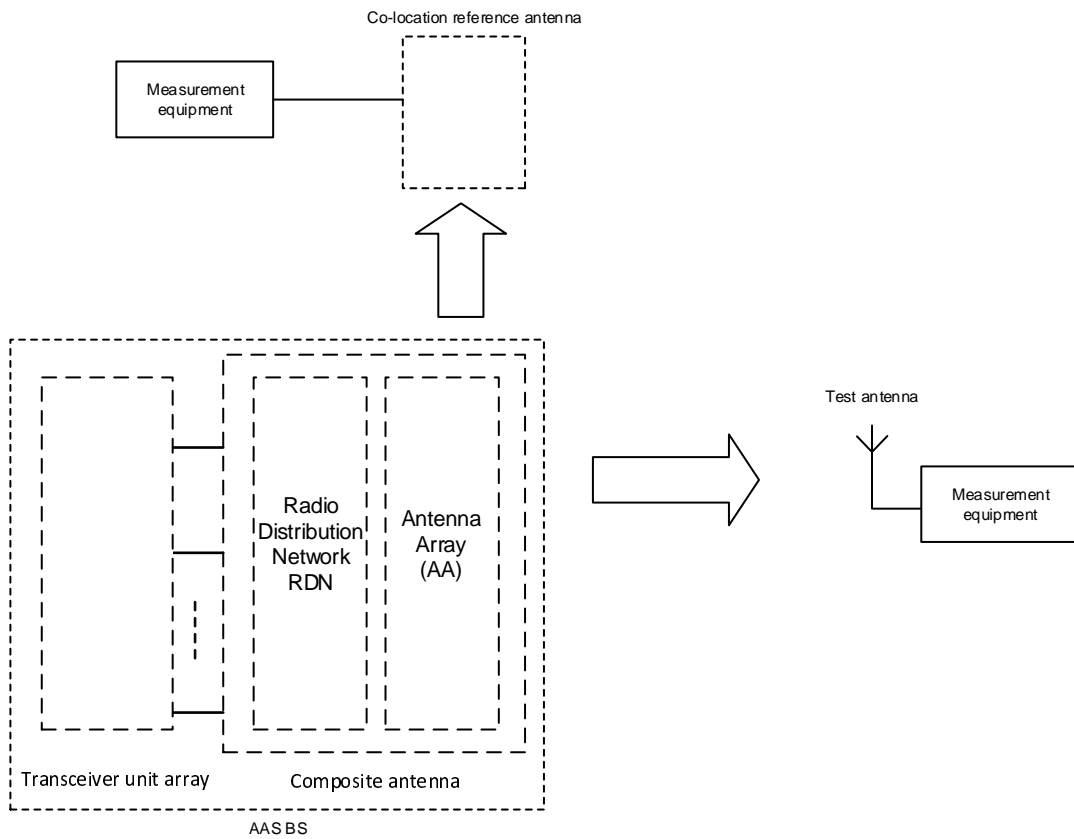 Co-location reference antenna
Measurement
equipment
Test antenna
Measurement
equipment
Radio
Distribution
Network
RDN
Antenna
Array
(AA)
Transceiver unit array
Composite antenna
AAS BS